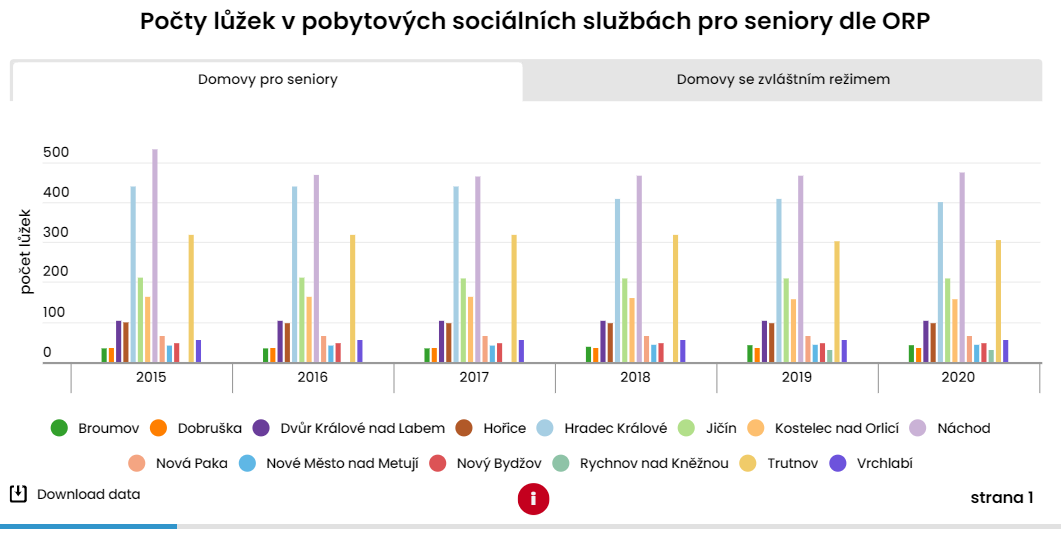 Počty lůžek v pobytových sociálních službách pro seniory dle ORP
Domovy pro seniory
Domovy se zvláštním režimem
počet lůžek
500
400
300
200
100
0
2015 2016 2017 2018 2019 2020
Broumov Dobruška Dvůr Králové nad Labem Hořice Hradec Králové Jičín Kostelec nad Orlicí Náchod
Nová Paka Nové Město nad Metují Nový Bydžov Rychnov nad Kněžnou Trutnov Vrchlabí
Download data
i
strana 1